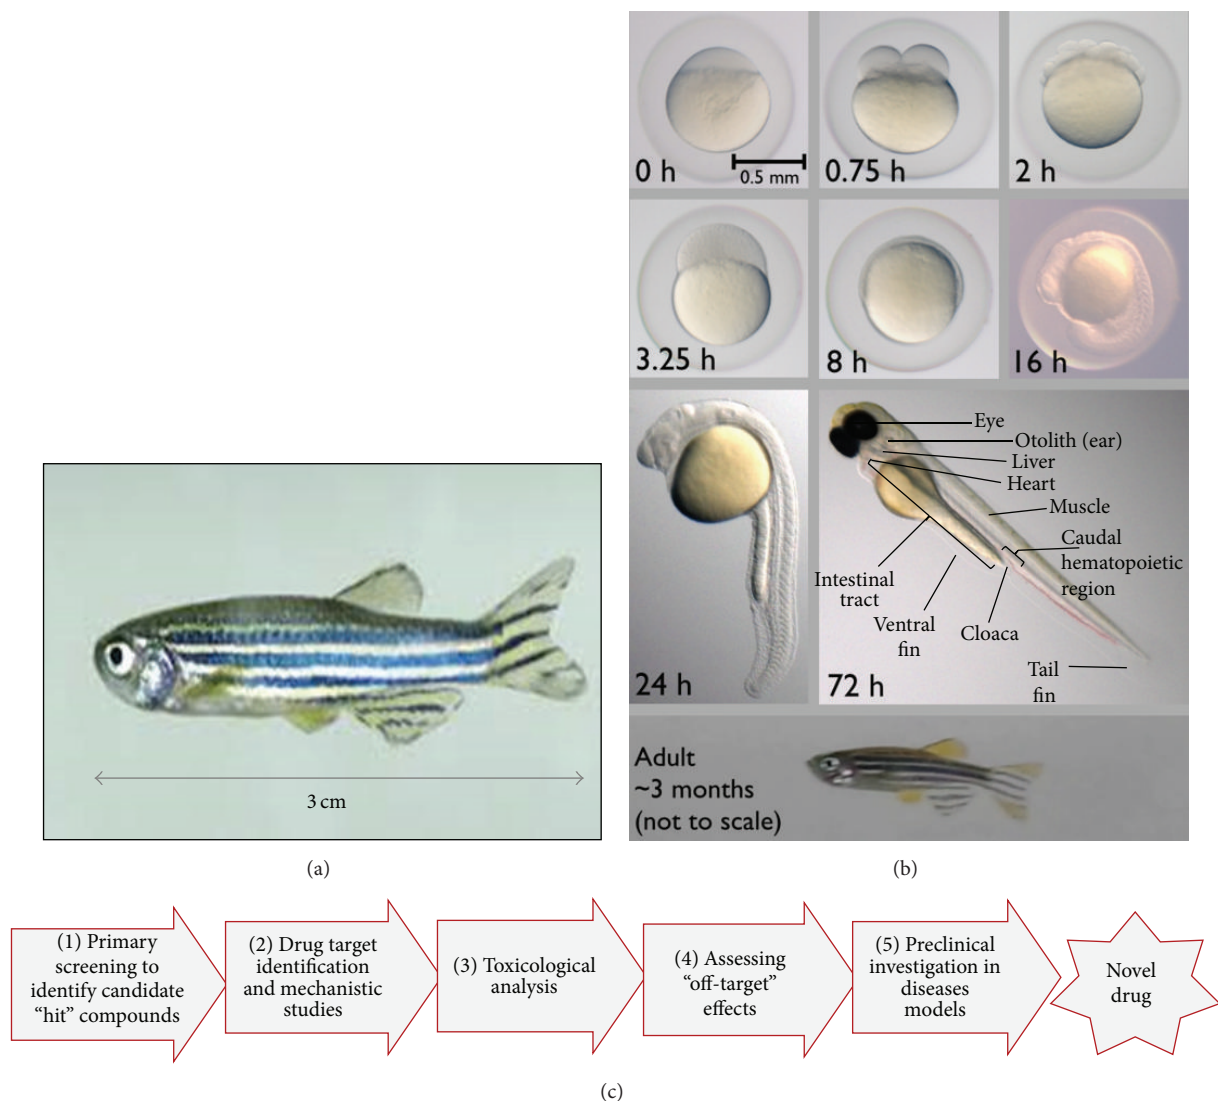 3 cm
(a)
0 h
0.5 mm
0.75 h
2 h
3.25 h
8 h
16 h
24 h
Eye
Otolith (ear)
Liver
Heart
Muscle
Caudal
hematopoietic
region
Intestinal
tract
Ventral
fin
Cloaca
Tail
fin
72 h
Adult
~3 months
(not to scale)
(b)
(1) Primary
screening to
identify candidate
“hit” compounds
(2) Drug target
identification
and mechanistic
studies
(3) Toxicological
analysis
(4) Assessing
“off-target”
effects
(5) Preclinical
investigation in
diseases
models
Novel
drug
(c)